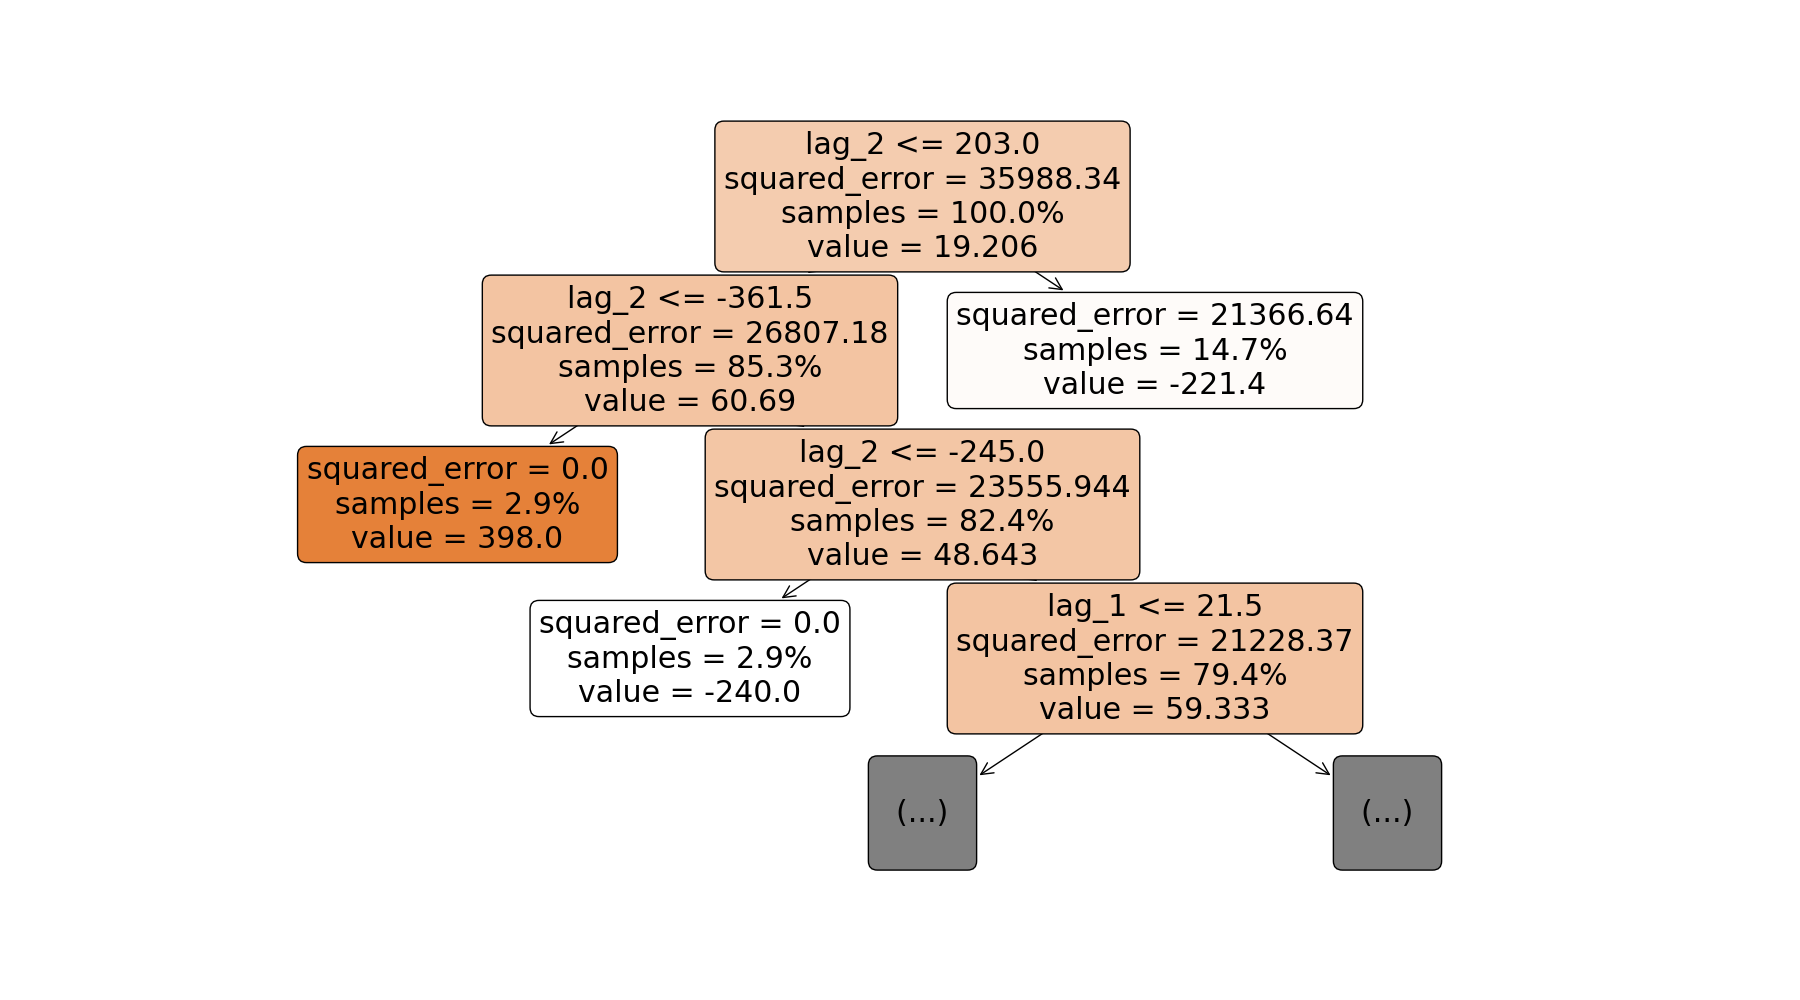 lag_2 <= 203.0
squared_error = 35988.34
samples = 100.0%
value = 19.206
lag_2 <= -361.5
squared_error = 26807.18
samples = 85.3%
value = 60.69
squared_error = 21366.64
samples = 14.7%
value = -221.4
squared_error = 0.0
samples = 2.9%
value = 398.0
lag_2 <= -245.0
squared_error = 23555.944
samples = 82.4%
value = 48.643
squared_error = 0.0
samples = 2.9%
value = -240.0
lag_1 <= 21.5
squared_error = 21228.37
samples = 79.4%
value = 59.333
(...)
(...)